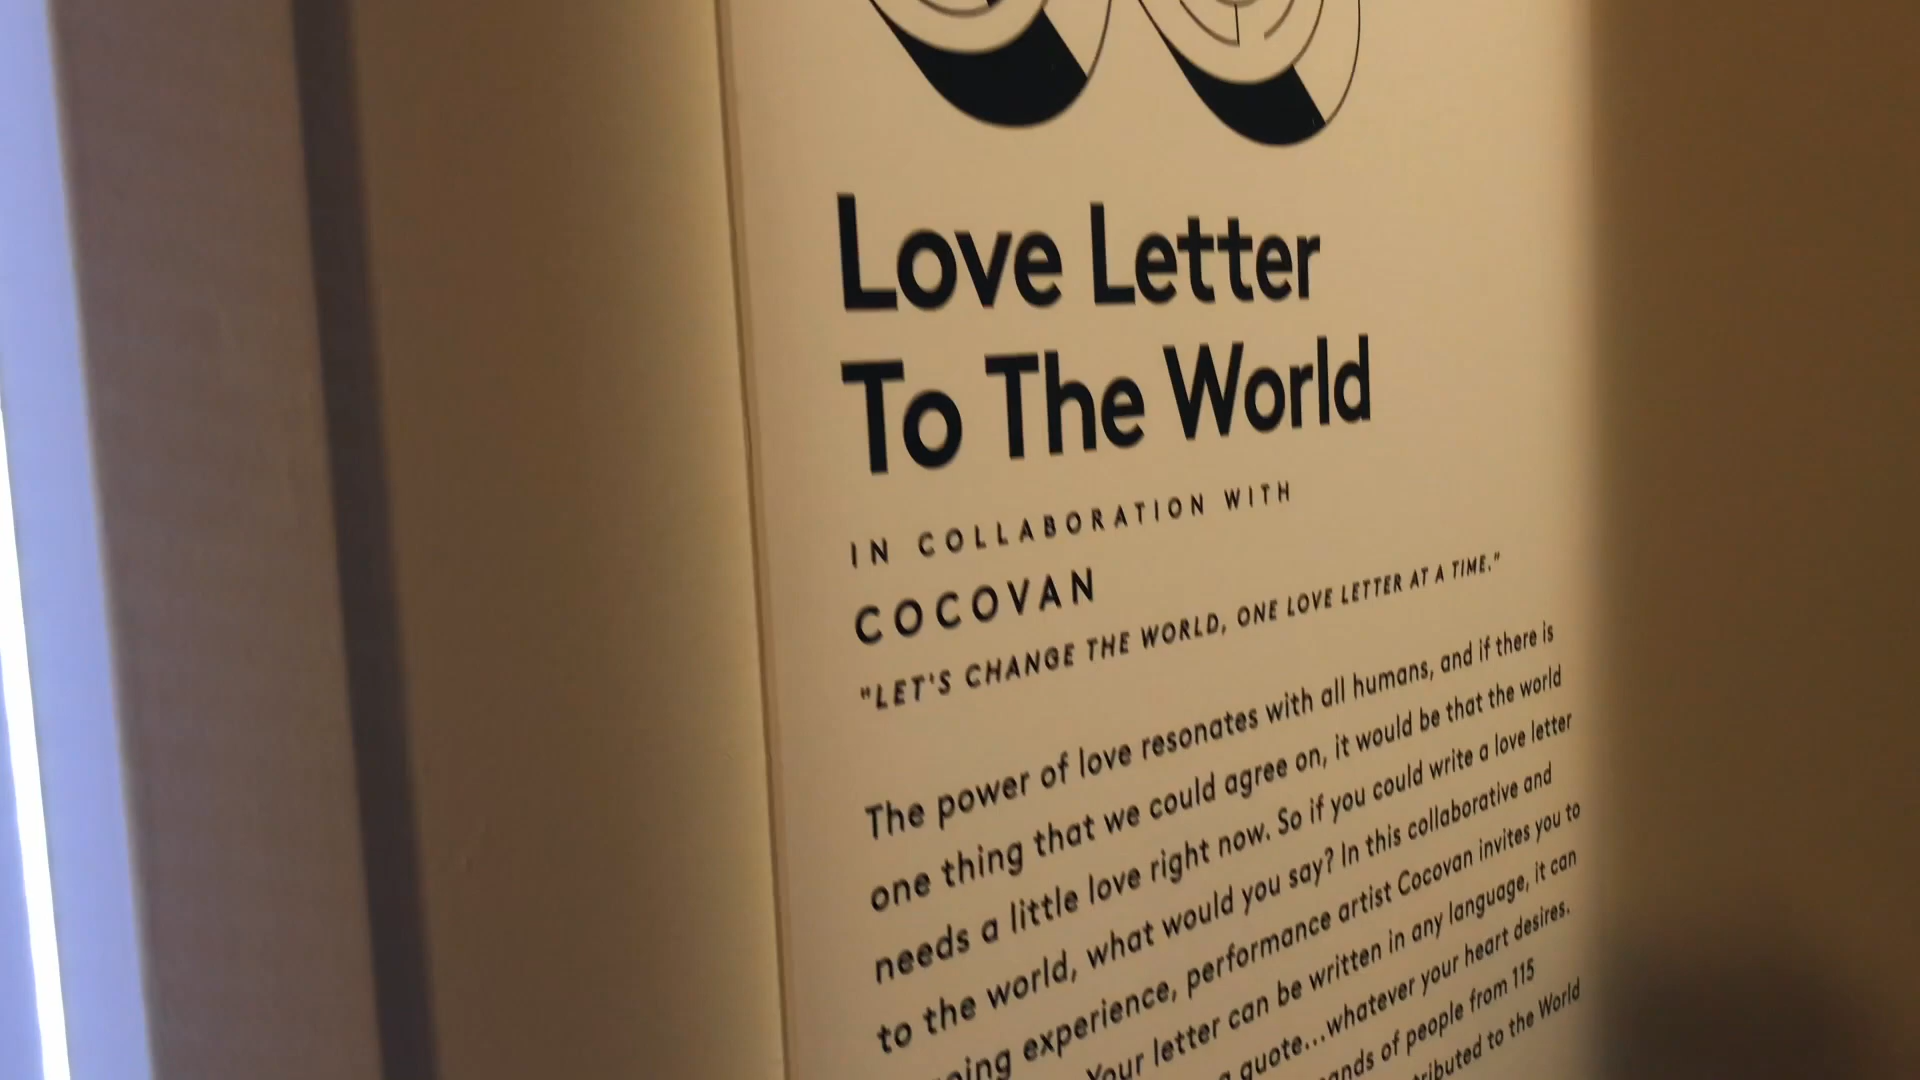 Love Letter
To The World
IN COLLABORATION WITH
COCOVAN
"LET'S CHANGE THE WORLD, ONE LOVE LETTER AT A TIME."
The power of love resonates with all humans, and if there is
one thing that we could agree on, it would be that the world
needs a little love right now. So if you could write a love letter
to the world, what would you say? In this collaborative and
experience, performance artist Cocovan invites you to
Your letter can be written in any language, it can
quote...whatever your heart desires.
of people from 115
to the World